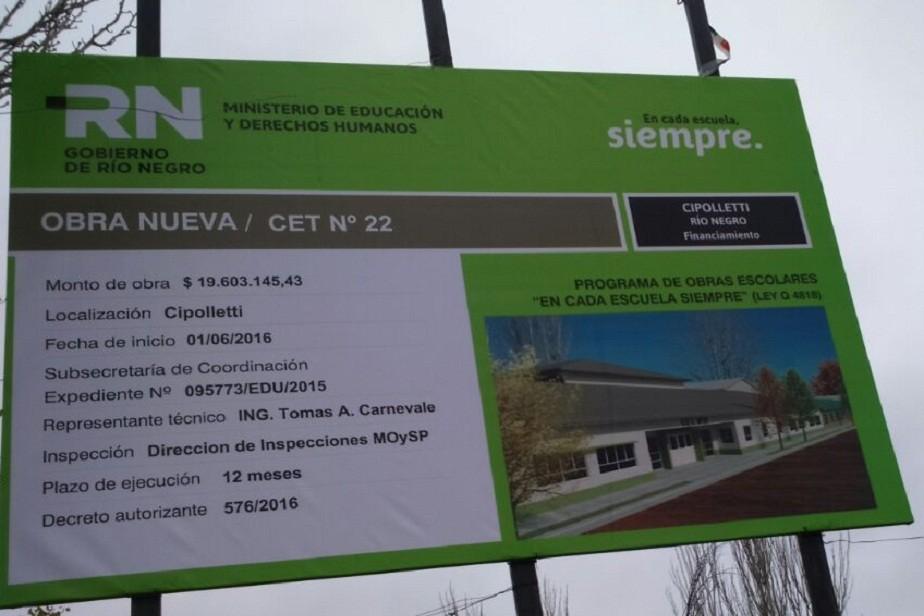 RN
GOBIERNO
DE RÍO NEGRO
MINISTERIO DE EDUCACIÓN
Y DERECHOS HUMANOS
En cada escuela,
siempre.
OBRA NUEVA / CET Nº 22
CIPOLLETTI
RÍO NEGRO
Financiamiento
Monto de obra $ 19.603.145,43
Localización Cipolletti
Fecha de inicio 01/06/2016
Subsecretaría de Coordinación
Expediente Nº 095773/EDU/2015
Representante técnico ING. Tomas A. Carnevale
Inspección Direccion de Inspecciones MOySP
Plazo de ejecución 12 meses
Decreto autorizante 576/2016
PROGRAMA DE OBRAS ESCOLARES
"EN CADA ESCUELA SIEMPRE" (LEY Q 4818)